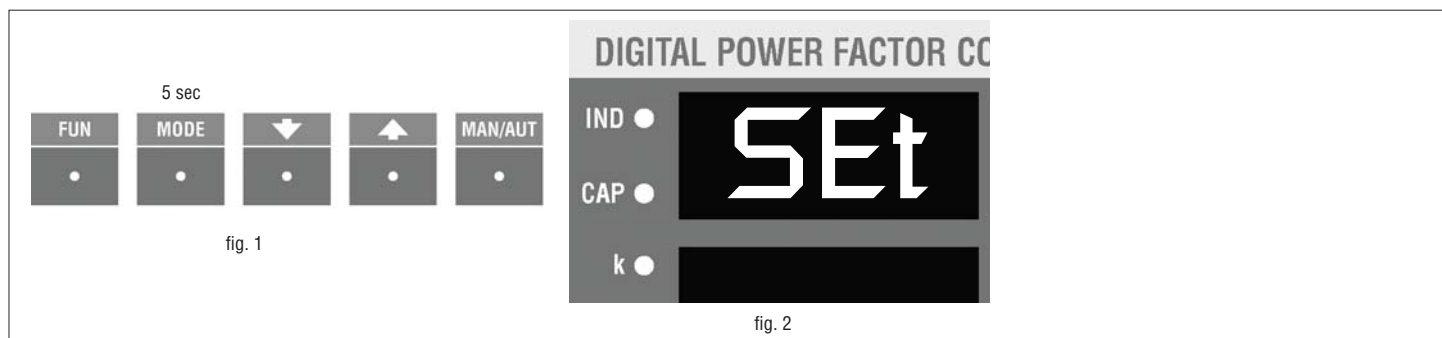 5 sec
FUN MODE MAN/AUT
fig. 1
DIGITAL POWER FACTOR CO
IND
SEt
CAP
k
fig. 2